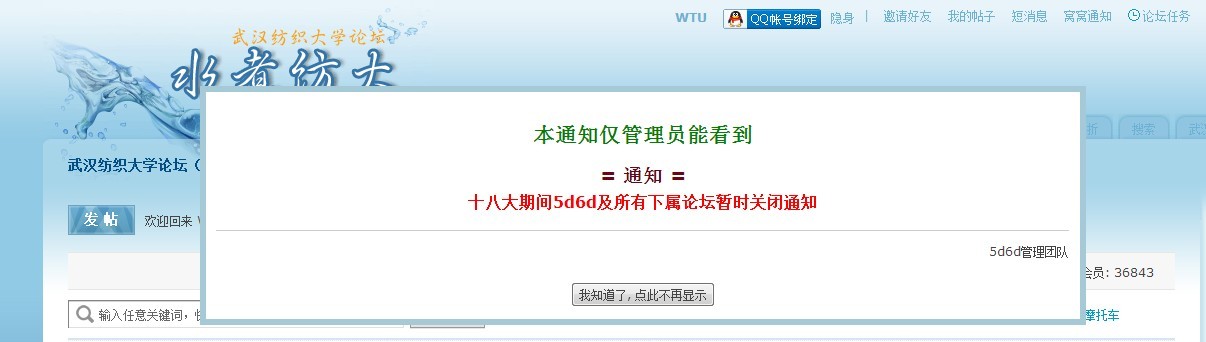 WTU QQ帐号绑定 隐身 | 邀请好友 我的帖子 短消息 窝窝通知 论坛任务
武汉纺织大学论坛
水者纺大
本通知仅管理员能看到
搜索
武汉纺织大学论坛（
= 通知 =
十八大期间5d6d及所有下属论坛暂时关闭通知
发帖 欢迎回来
5d6d管理团队
会员: 36843
我知道了,点此不再显示
输入任意关键词，
摩托车